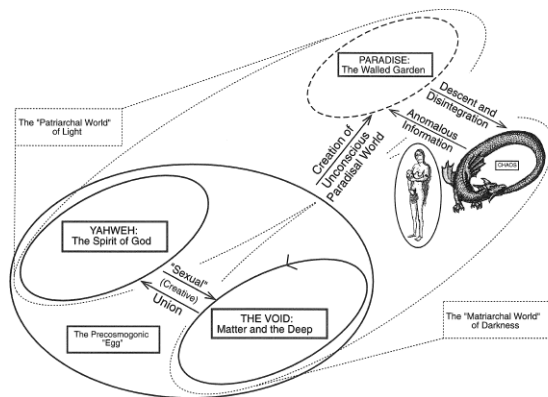 PARADISE:
The Walled Garden
Descent and
Disintegration
Anomalous
Information
CHAOS
Creation of
Unconscious
Paradisal World
The "Patriarchal World"
of Light
YAHWEH:
The Spirit of God
"Sexual"
(Creative)
Union
THE VOID:
Matter and the Deep
The Precosmogonic
"Egg"
The "Matriarchal World"
of Darkness